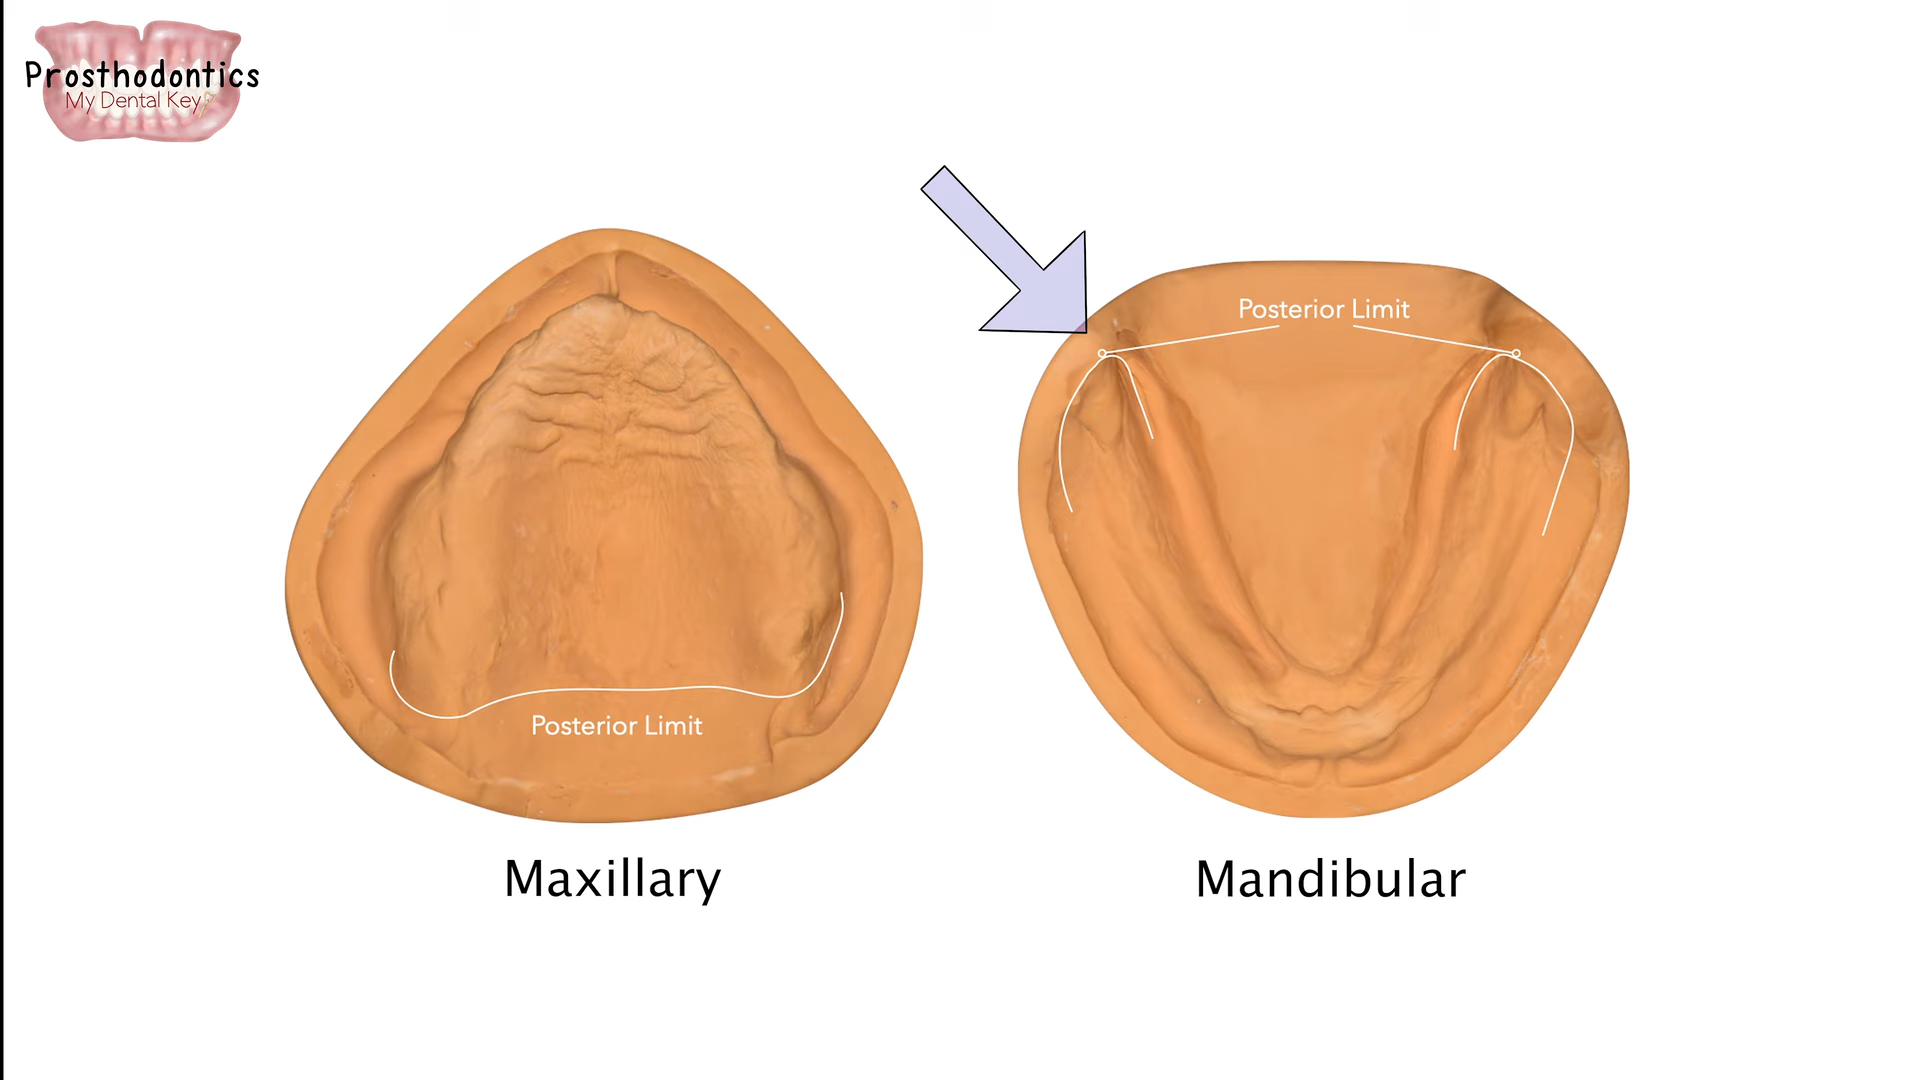 Prosthodontics
My Dental Key
Posterior Limit
Posterior Limit
Maxillary
Mandibular